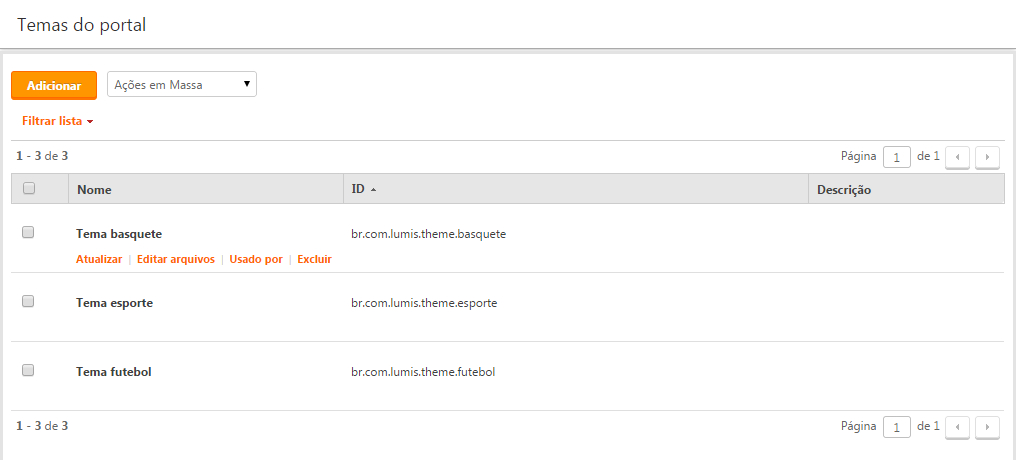 Temas do portal
Adicionar Ações em Massa
Filtrar lista
1 - 3 de 3 Página 1 de 1
Nome ID Descrição
Tema basquete br.com.lumis.theme.basquete
Atualizar | Editar arquivos | Usado por | Excluir
Tema esporte br.com.lumis.theme.esporte
Tema futebol br.com.lumis.theme.futebol
1 - 3 de 3 Página 1 de 1